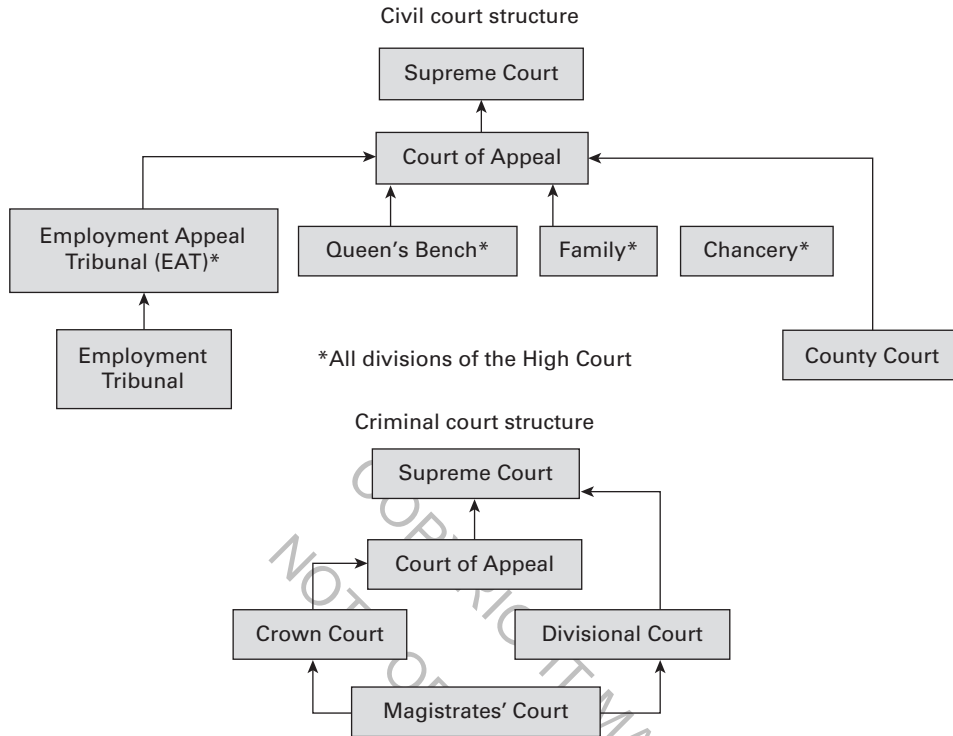 Civil court structure
Supreme Court
Court of Appeal
Employment Appeal
Tribunal (EAT)*
Queen's Bench*
Family*
Chancery*
Employment
Tribunal
*All divisions of the High Court
County Court
Criminal court structure
Supreme Court
Court of Appeal
Crown Court
Divisional Court
Magistrates' Court
NOT